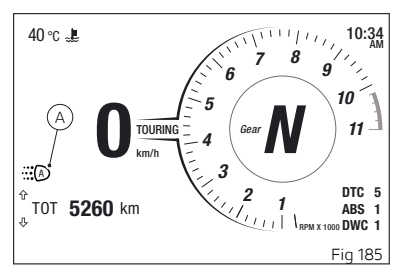 40 °C
10:34
AM
A
0
TOURING
km/h
1
2
3
4
5
6
7
8
9
10
11
Gear N
RPM X 1000
A
TOT 5260 km
DTC 5
ABS 1
DWC 1
Fig 185